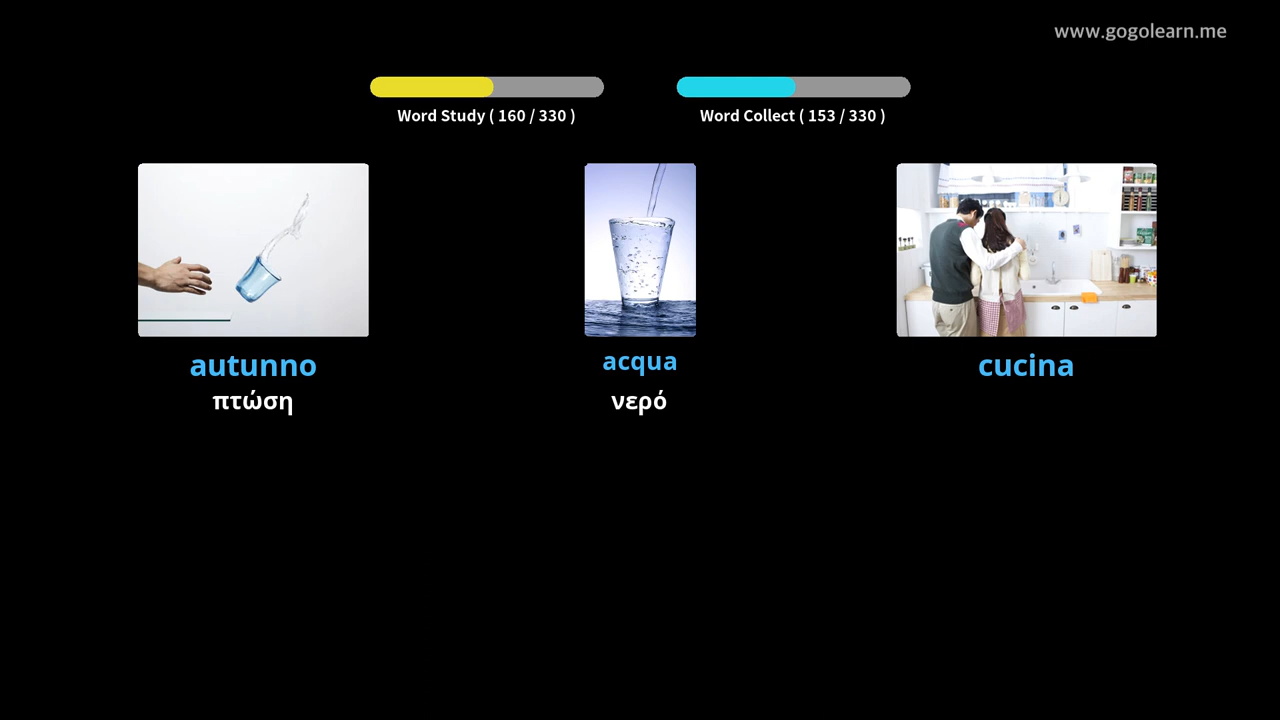 www.gogolearn.me
Word Study ( 160 / 330 )
Word Collect ( 153 / 330 )
autunno
πτώση
acqua
νερό
cucina